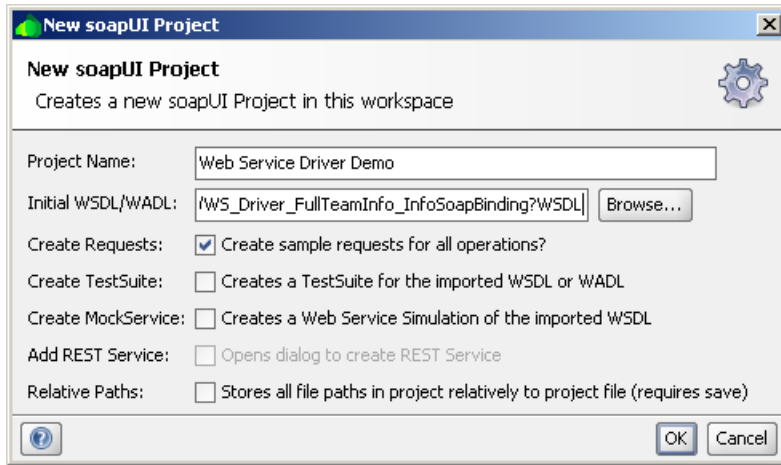 New soapUI Project
New soapUI Project
Creates a new soapUI Project in this workspace
Project Name: Web Service Driver Demo
Initial WSDL/WADL: /WS_Driver_FullTeamInfo_InfoSoapBinding?WSDL Browse...
Create Requests: Create sample requests for all operations?
Create TestSuite: Creates a TestSuite for the imported WSDL or WADL
Create MockService: Creates a Web Service Simulation of the imported WSDL
Add REST Service: Opens dialog to create REST Service
Relative Paths: Stores all file paths in project relatively to project file (requires save)
? OK Cancel